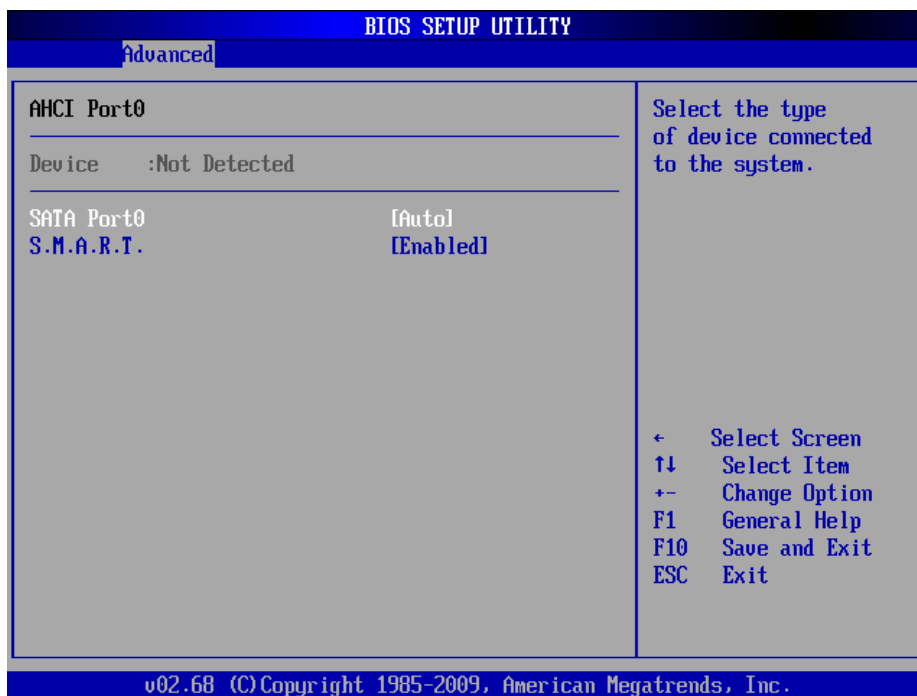 BIOS SETUP UTILITY
Advanced
AHCI Port0
Device :Not Detected
SATA Port0 [Auto]
S.M.A.R.T. [Enabled]
Select the type
of device connected
to the system.
← Select Screen
↑↓ Select Item
+- Change Option
F1 General Help
F10 Save and Exit
ESC Exit
v02.68 (C)Copyright 1985-2009, American Megatrends, Inc.